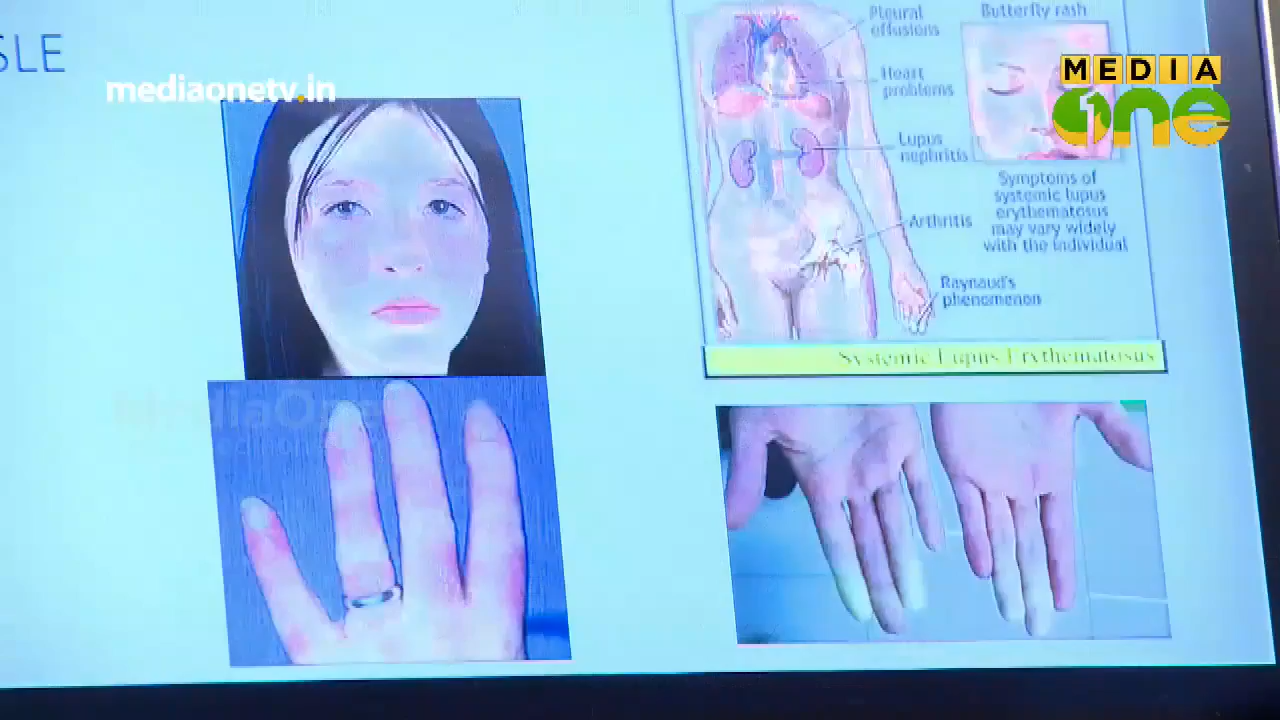 SLE
mediaonetv.in
Pleural
effusions
Heart
problems
Lupus
nephritis
Arthritis
Raynaud's
phenomenon
Butterfly rash
Symptoms of
systemic lupus
erythematosus
may vary widely
with the individual
Systemic Lupus Erythematosus
MEDIA
one
MediaOne